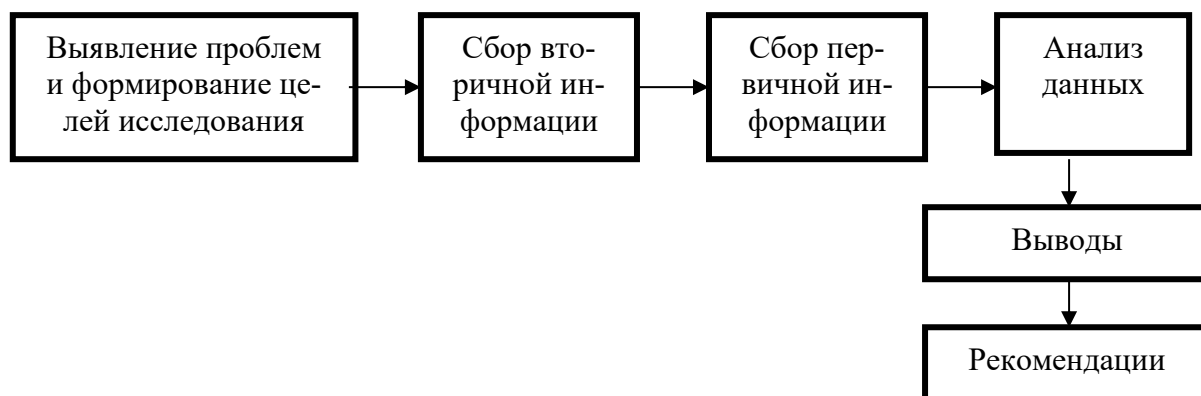 Выявление проблем
и формирование це-
лей исследования
Сбор вто-
ричной ин-
формации
Сбор пер-
вичной ин-
формации
Анализ
данных
Выводы
Рекомендации